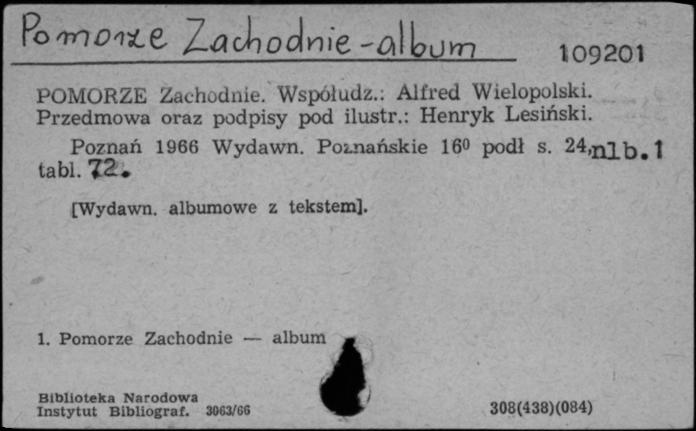 Pomorze Zachodnie - album
109201
POMORZE Zachodnie. Współudz.: Alfred Wielopolski.
Przedmowa oraz podpisy pod ilustr.: Henryk Lesiński.
Poznań 1966 Wydawn. Poznańskie 16⁰ podł s. 24, nlb. 1
tabl. 72.
[Wydawn. albumowe z tekstem].
1. Pomorze Zachodnie — album
Biblioteka Narodowa
Instytut Bibliograf. 3063/66
308(438)(084)